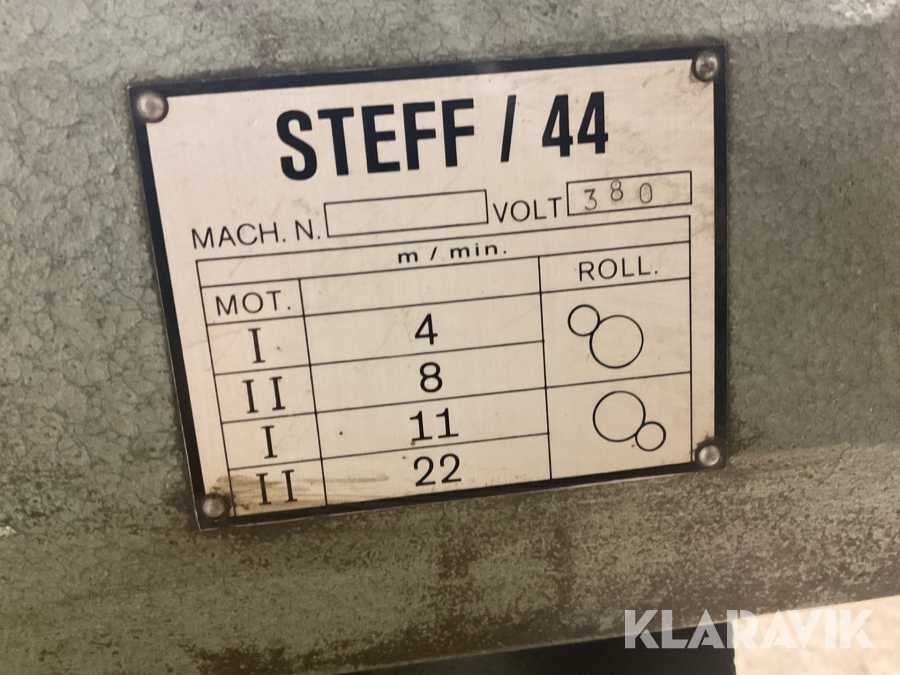 STEFF / 44
MACH. N. VOLT 380
m / min.
MOT. ROLL.
I 4
II 8
I 11
II 22
KLARAVIK